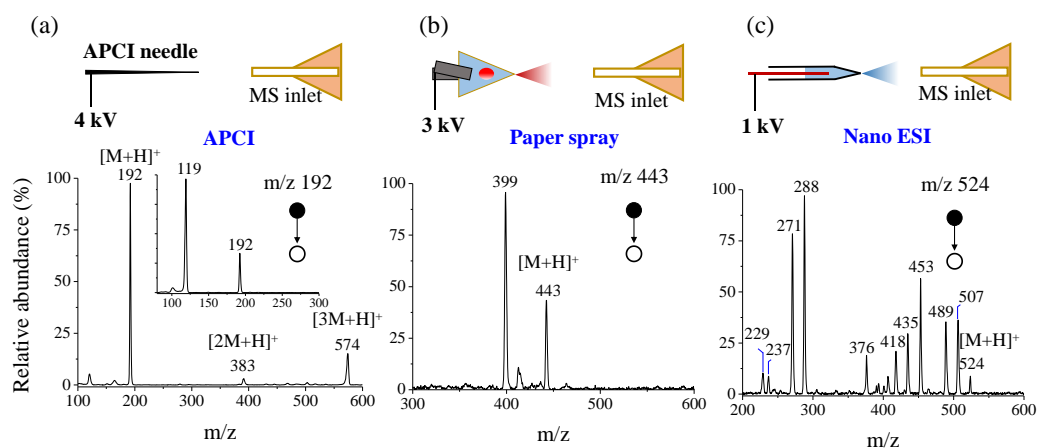 (a)
APCI needle
MS inlet
4 kV
APCI
[M+H]⁺
192
119
192
m/z 192
[2M+H]⁺
383
[3M+H]⁺
574
100
75
50
25
0
Relative abundance (%)
100 150 200 250 300
100 200 300 400 500 600
m/z
(b)
MS inlet
3 kV
Paper spray
399
[M+H]⁺
443
m/z 443
100
75
50
25
0
300 400 500 600
m/z
(c)
MS inlet
1 kV
Nano ESI
288
271
229
237
376
418
435
453
489
507
[M+H]⁺
524
m/z 524
100
75
50
25
0
200 300 400 500 600
m/z